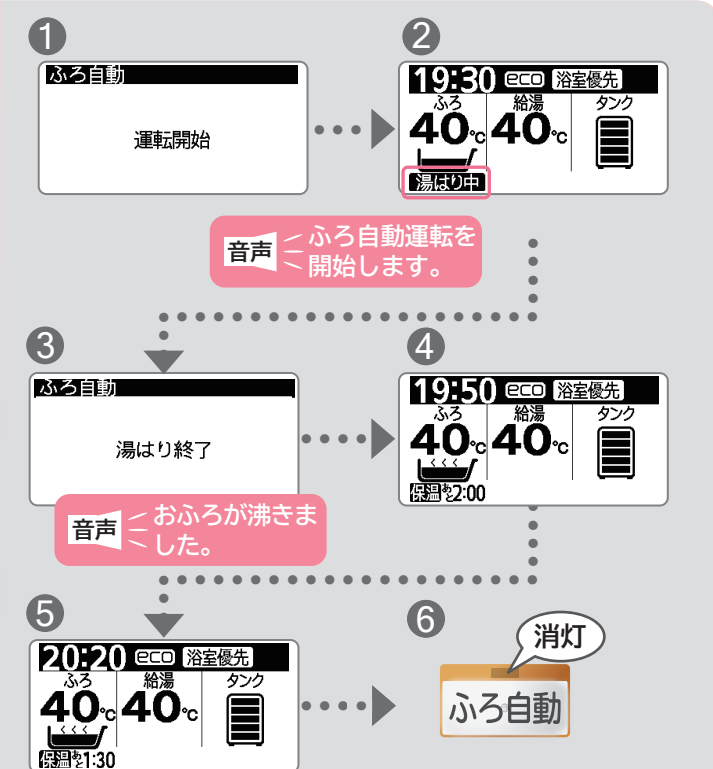 1
ふろ自動
運転開始
2
19:30 eco 浴室優先
ふろ 給湯 タンク
40℃ 40℃
湯はり中
音声 ふろ自動運転を
開始します。
3
ふろ自動
湯はり終了
音声 おふろが沸きま
した。
4
19:50 eco 浴室優先
ふろ 給湯 タンク
40℃ 40℃
保温あと2:00
5
20:20 eco 浴室優先
ふろ 給湯 タンク
40℃ 40℃
保温あと1:30
6
消灯
ふろ自動